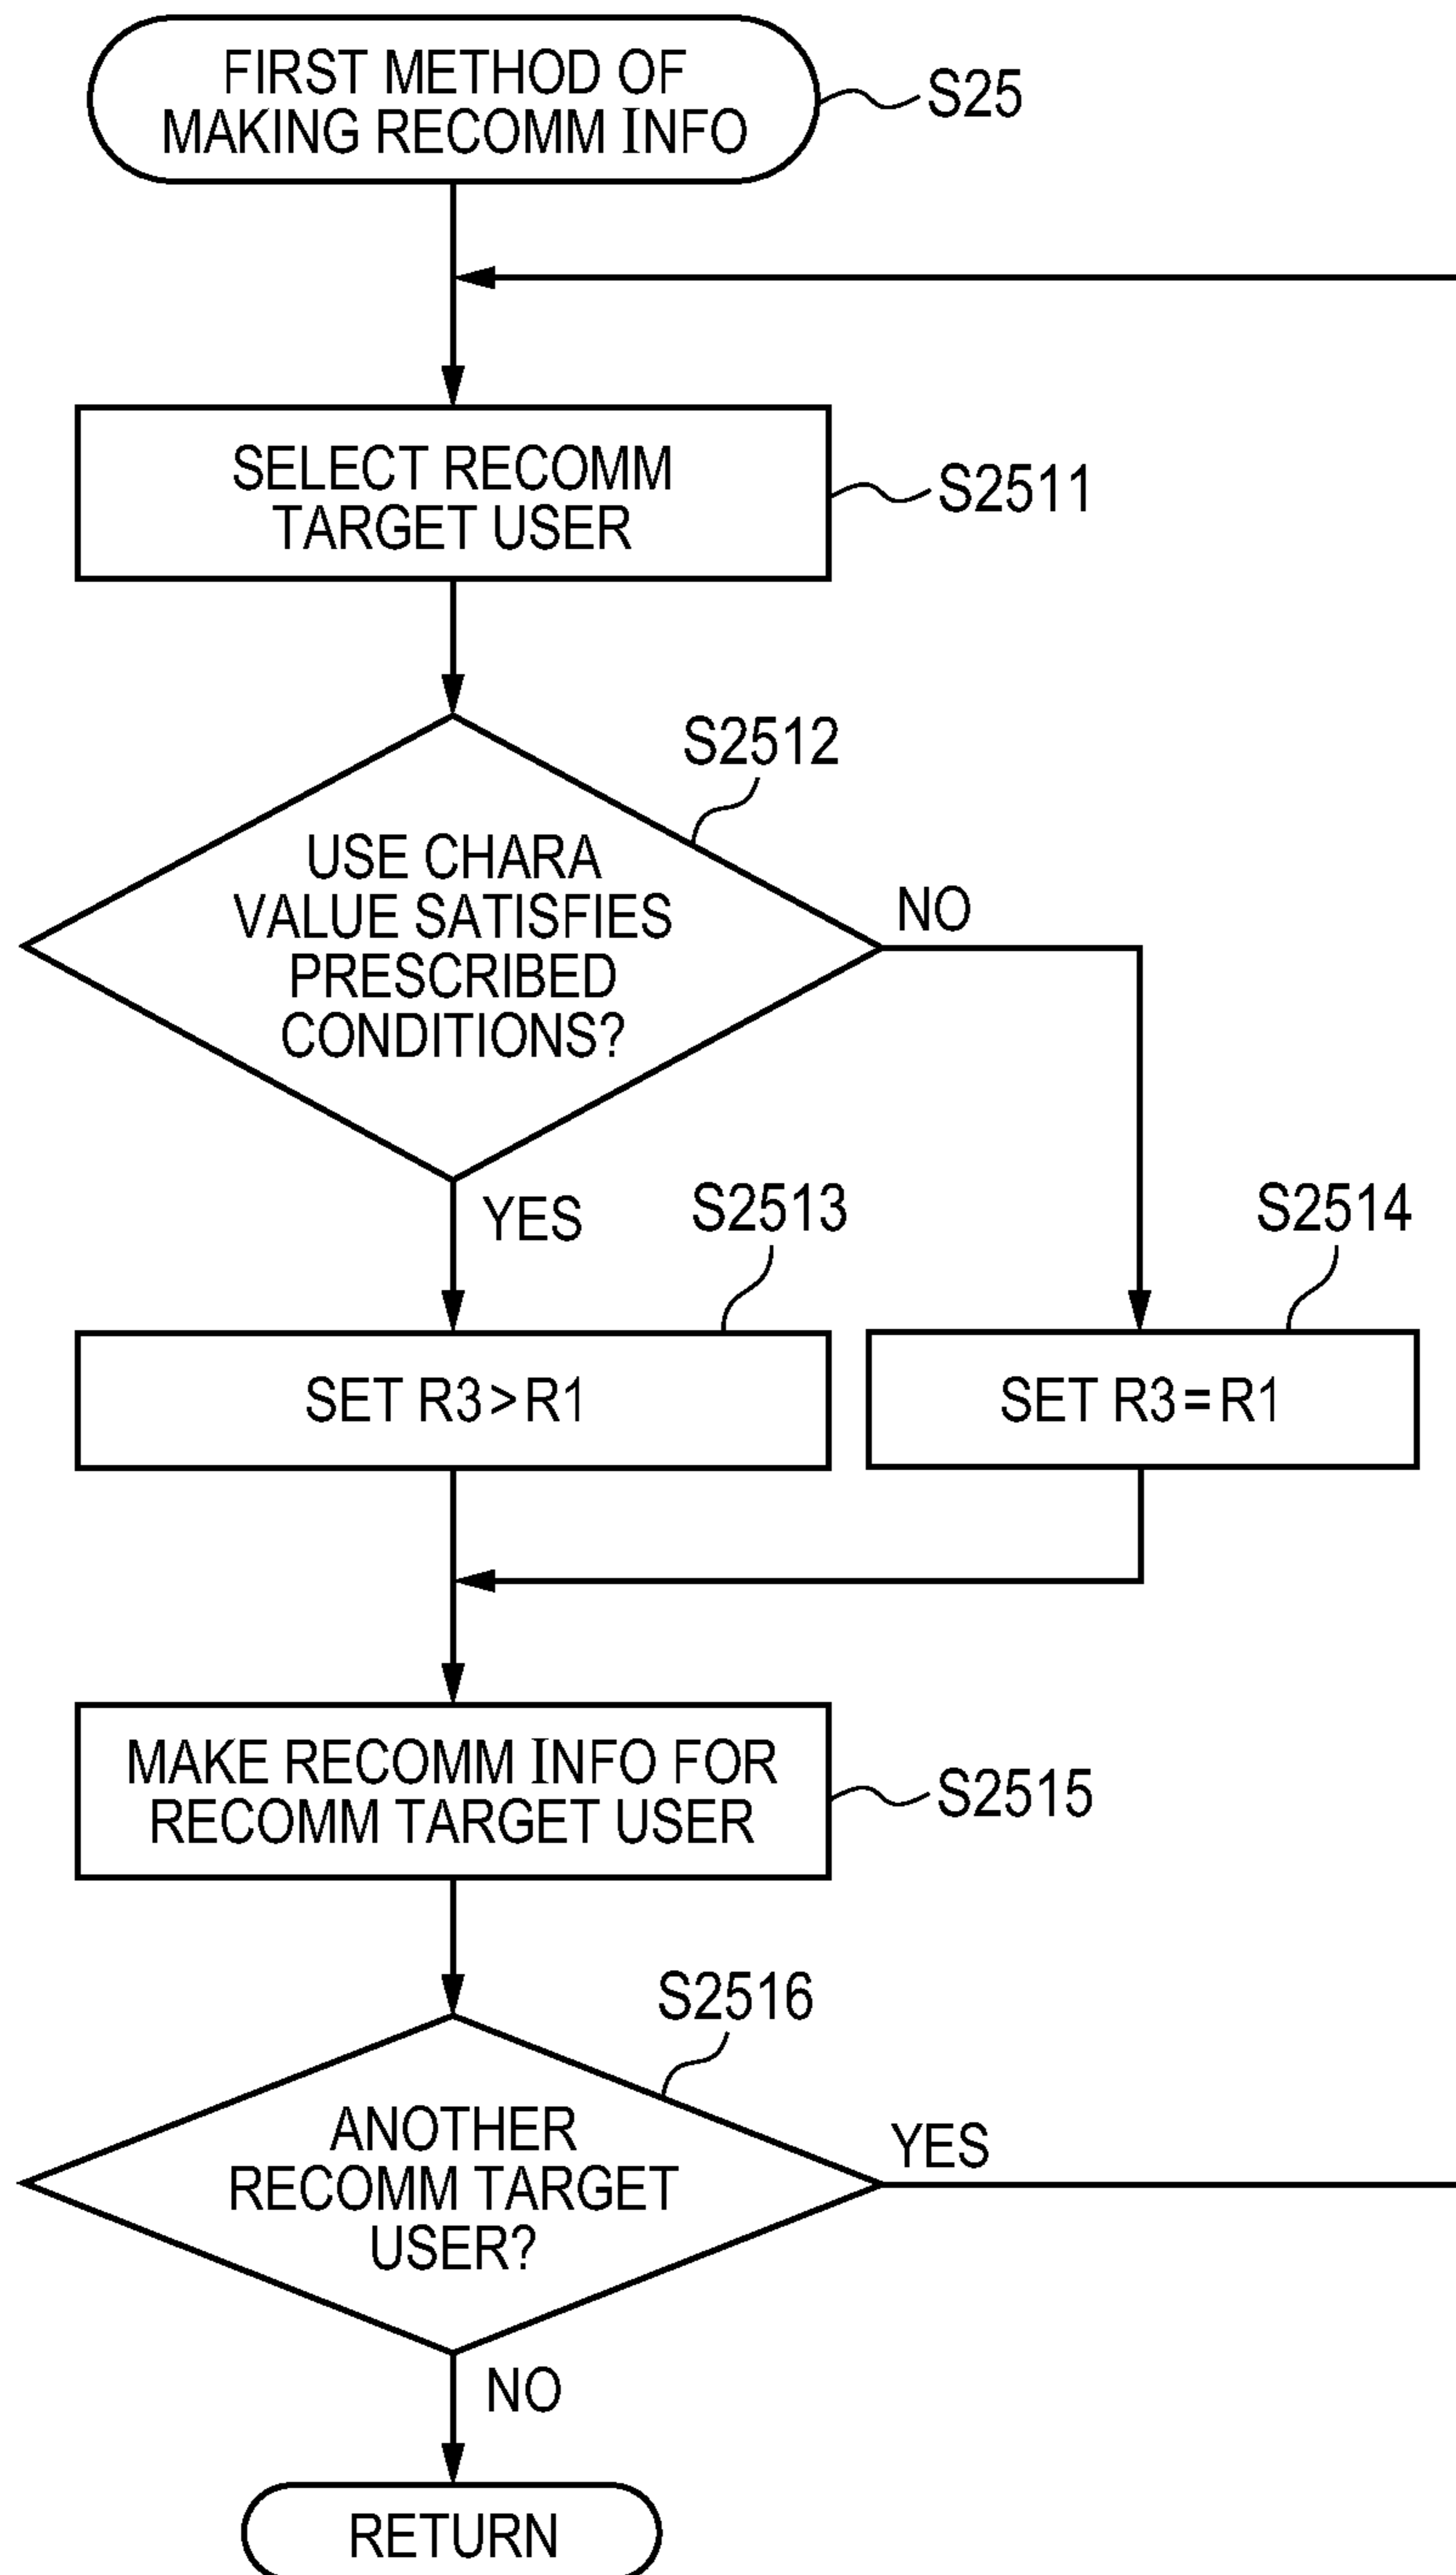 FIRST METHOD OF
MAKING RECOMM INFO
S25
SELECT RECOMM
TARGET USER
S2511
S2512
USE CHARA
VALUE SATISFIES
PRESCRIBED
CONDITIONS?
NO
YES
S2513
S2514
SET R3>R1
SET R3=R1
MAKE RECOMM INFO FOR
RECOMM TARGET USER
S2515
S2516
ANOTHER
RECOMM TARGET
USER?
YES
NO
RETURN